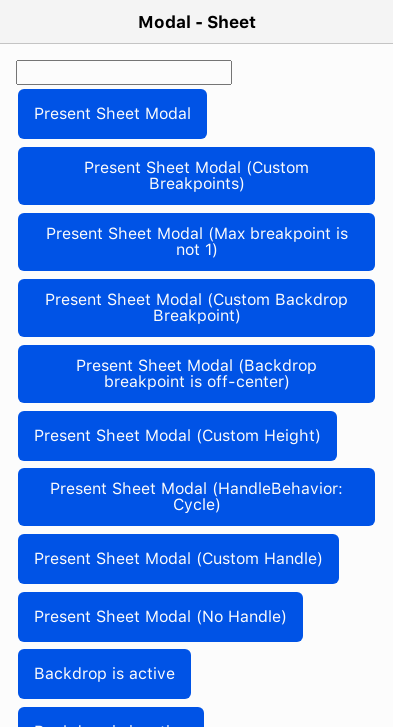 Modal - Sheet
Present Sheet Modal
Present Sheet Modal (Custom
Breakpoints)
Present Sheet Modal (Max breakpoint is
not 1)
Present Sheet Modal (Custom Backdrop
Breakpoint)
Present Sheet Modal (Backdrop
breakpoint is off-center)
Present Sheet Modal (Custom Height)
Present Sheet Modal (HandleBehavior:
Cycle)
Present Sheet Modal (Custom Handle)
Present Sheet Modal (No Handle)
Backdrop is active